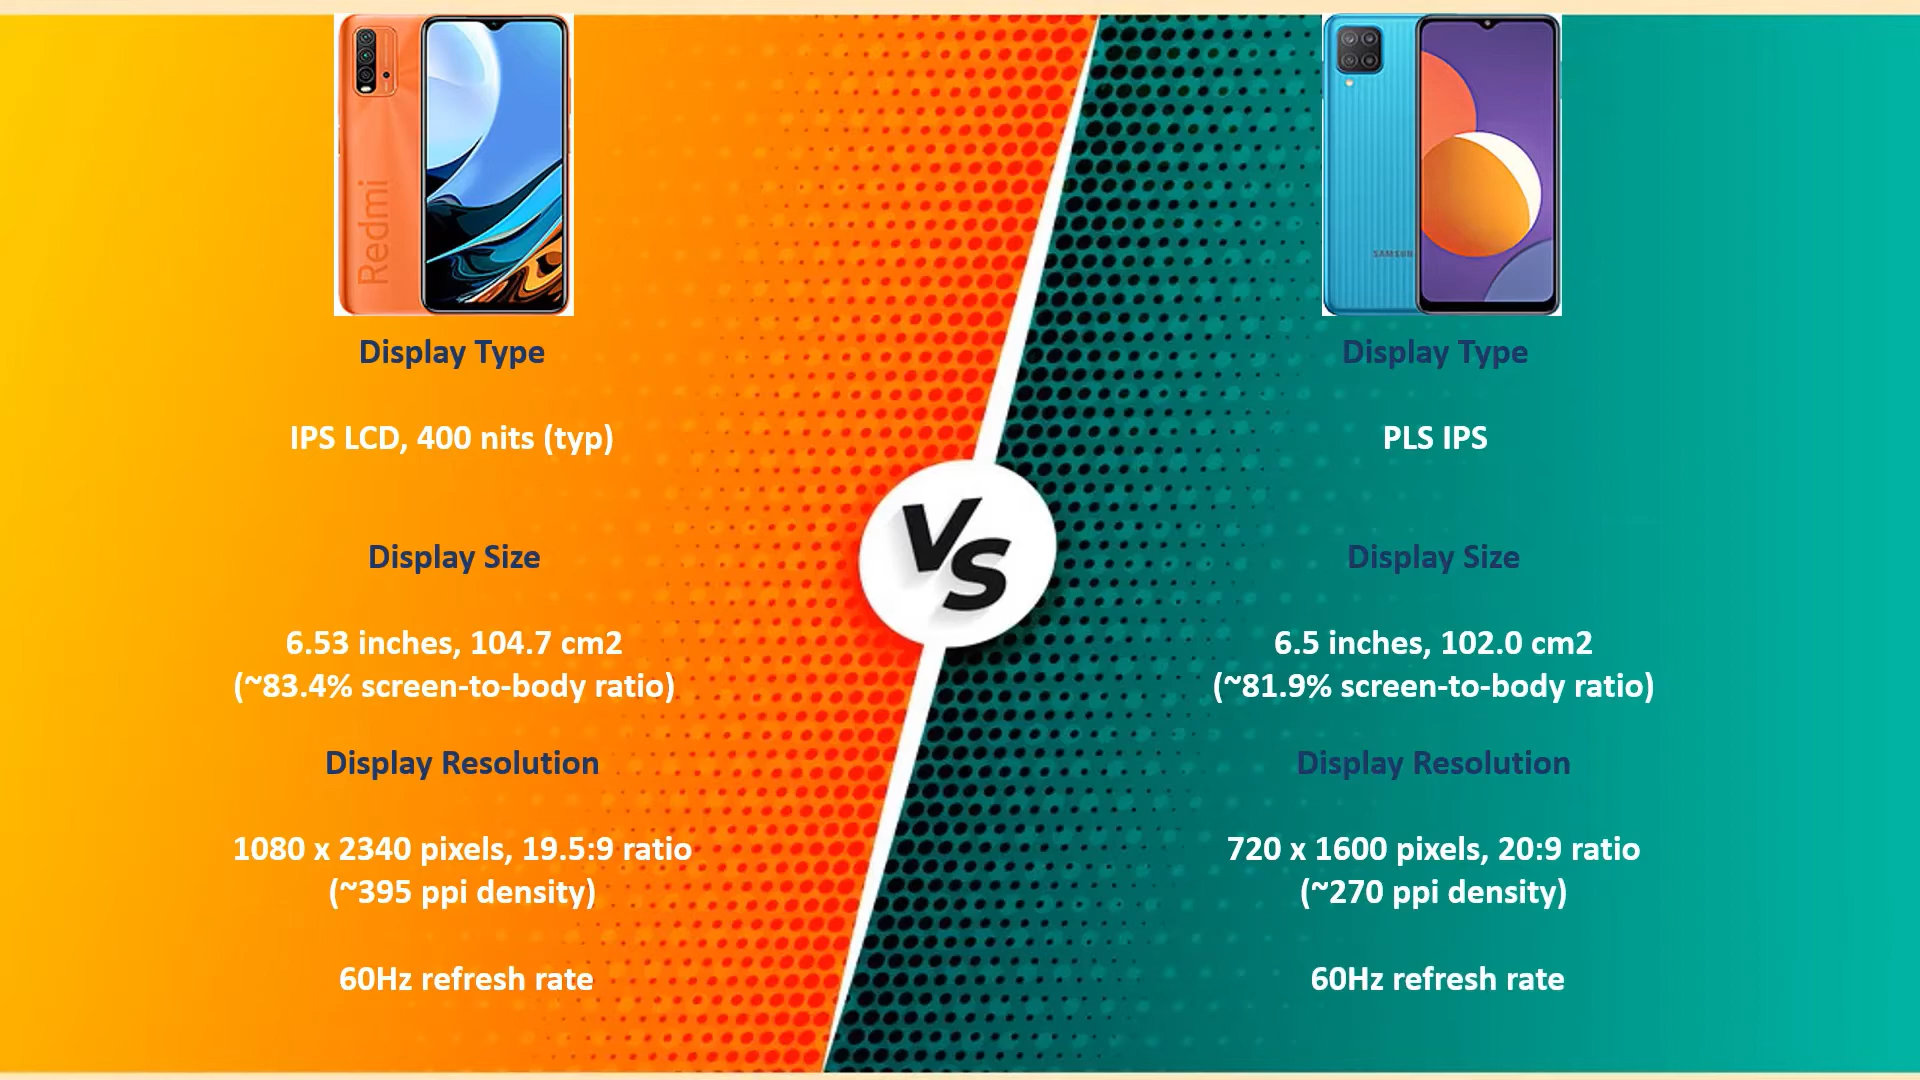 Redmi
Display Type
IPS LCD, 400 nits (typ)
Display Size
6.53 inches, 104.7 cm2
(~83.4% screen-to-body ratio)
Display Resolution
1080 x 2340 pixels, 19.5:9 ratio
(~395 ppi density)
60Hz refresh rate
VS
SAMSUN
Display Type
PLS IPS
Display Size
6.5 inches, 102.0 cm2
(~81.9% screen-to-body ratio)
Display Resolution
720 x 1600 pixels, 20:9 ratio
(~270 ppi density)
60Hz refresh rate